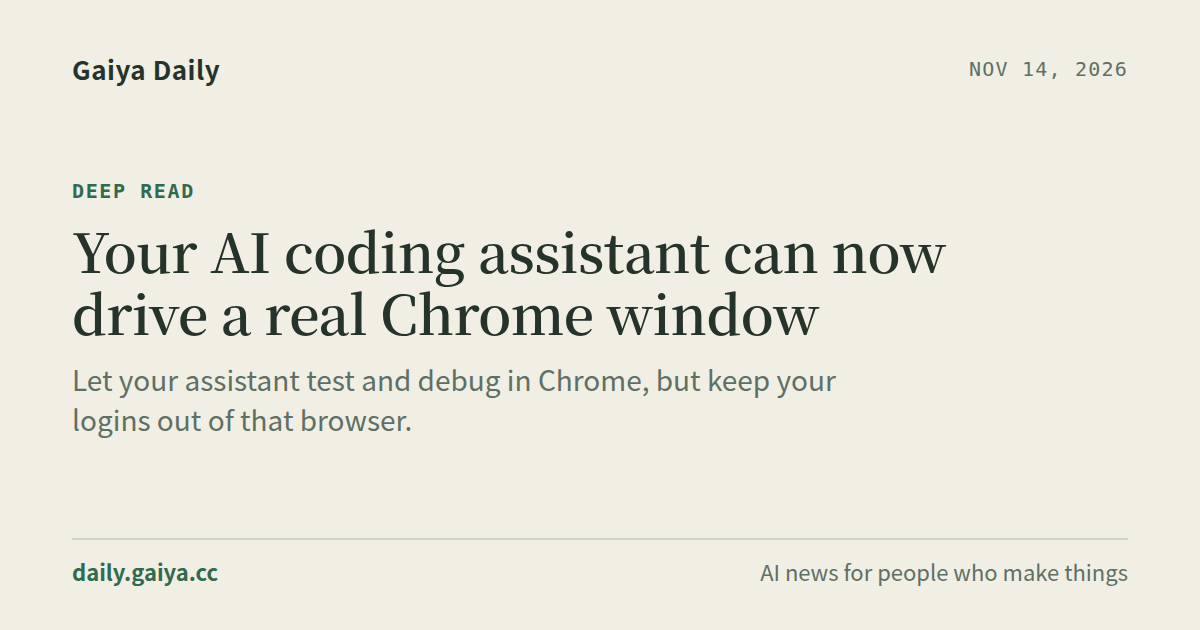 Gaiya Daily
NOV 14, 2026
DEEP READ
Your AI coding assistant can now
drive a real Chrome window
Let your assistant test and debug in Chrome, but keep your
logins out of that browser.
daily.gaiya.cc
AI news for people who make things